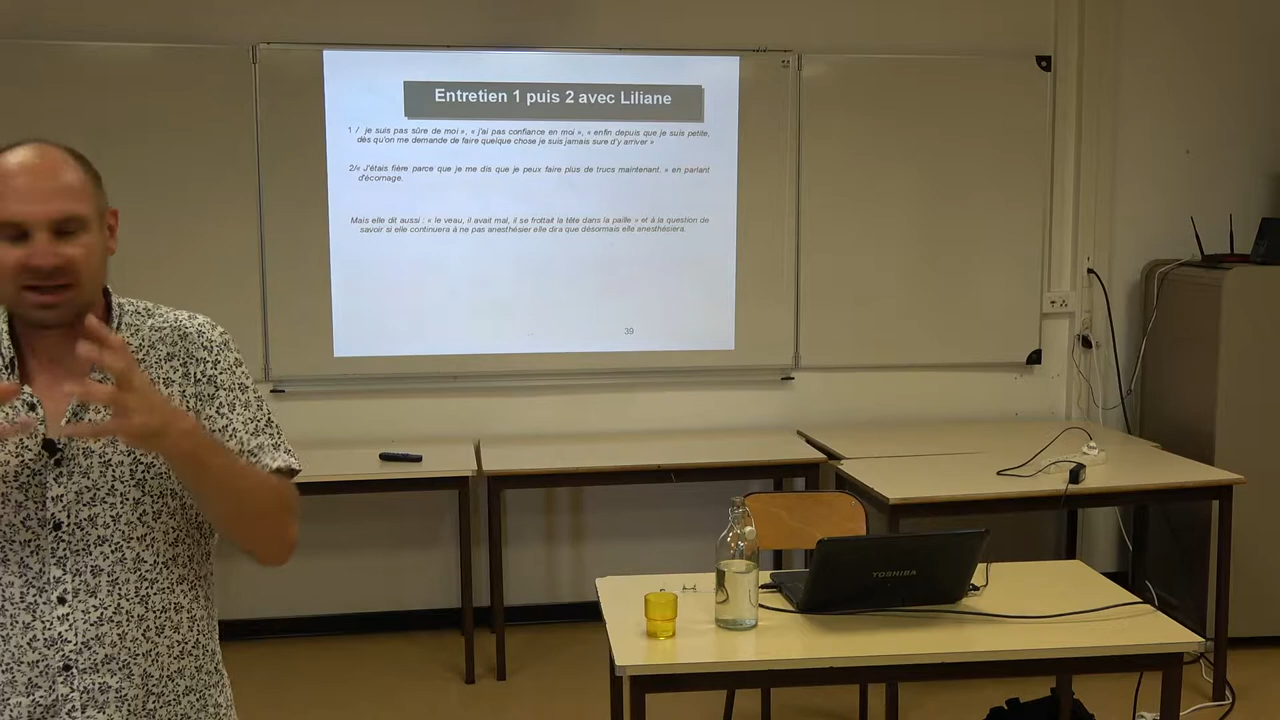 Entretien 1 puis 2 avec Liliane
1 / je suis pas sûre de moi », « j'ai pas confiance en moi », « enfin depuis que je suis petite,
dès qu'on me demande de faire quelque chose je suis jamais sure d'y arriver »
2/« J'étais fière parce que je me dis que je peux faire plus de trucs maintenant. » en parlant
d'écornage.
Mais elle dit aussi : « le veau, il avait mal, il se frottait la tête dans la paille » et à la question de
savoir si elle continuera à ne pas anesthésier elle dira que désormais elle anesthésiera.
39
TOSHIBA